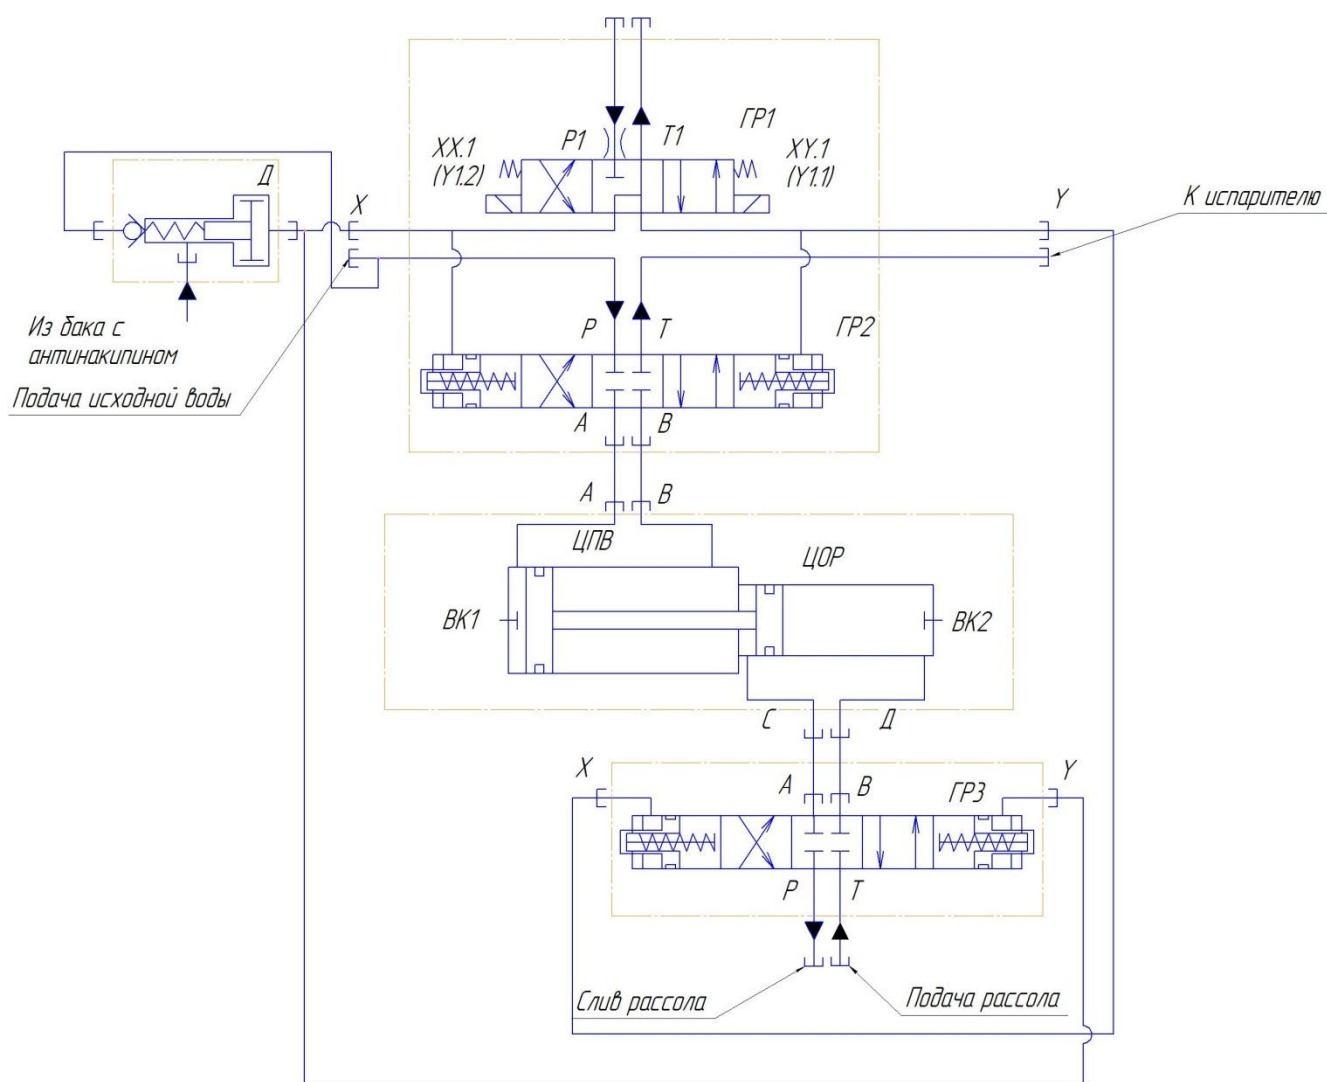 P1
T1
ГР1
XX.1
(Y1.2)
XY.1
(Y1.1)
Д
X
Y
К испарителю
P
T
ГР2
Из бака с
антинакипином
Подача исходной воды
A
B
A
B
ЦПВ
ЦОР
ВК1
ВК2
C
Д
X
A
B
ГР3
Y
P
T
Слив рассола
Подача рассола